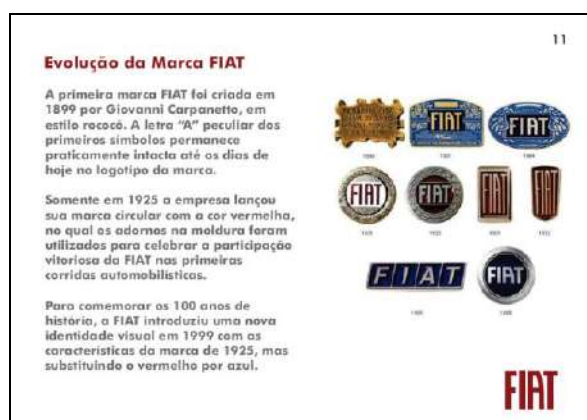 11
Evolução da Marca FIAT
A primeira marca FIAT foi criada em
1899 por Giovanni Carpanetto, em
estilo rococó. A letra “A” peculiar dos
primeiros símbolos permanece
praticamente intacta até os dias de
hoje no logotipo da marca.
Somente em 1925 a empresa lançou
sua marca circular com a cor vermelha,
no qual os adornos na moldura foram
utilizados para celebrar a participação
vitoriosa da FIAT nas primeiras
corridas automobilísticas.
Para comemorar os 100 anos de
história, a FIAT introduziu uma nova
identidade visual em 1999 com as
características da marca de 1925, mas
substituindo o vermelho por azul.
FIAT
FIAT
FIAT
FIAT
FIAT
FIAT
FIAT
FIAT
FIAT